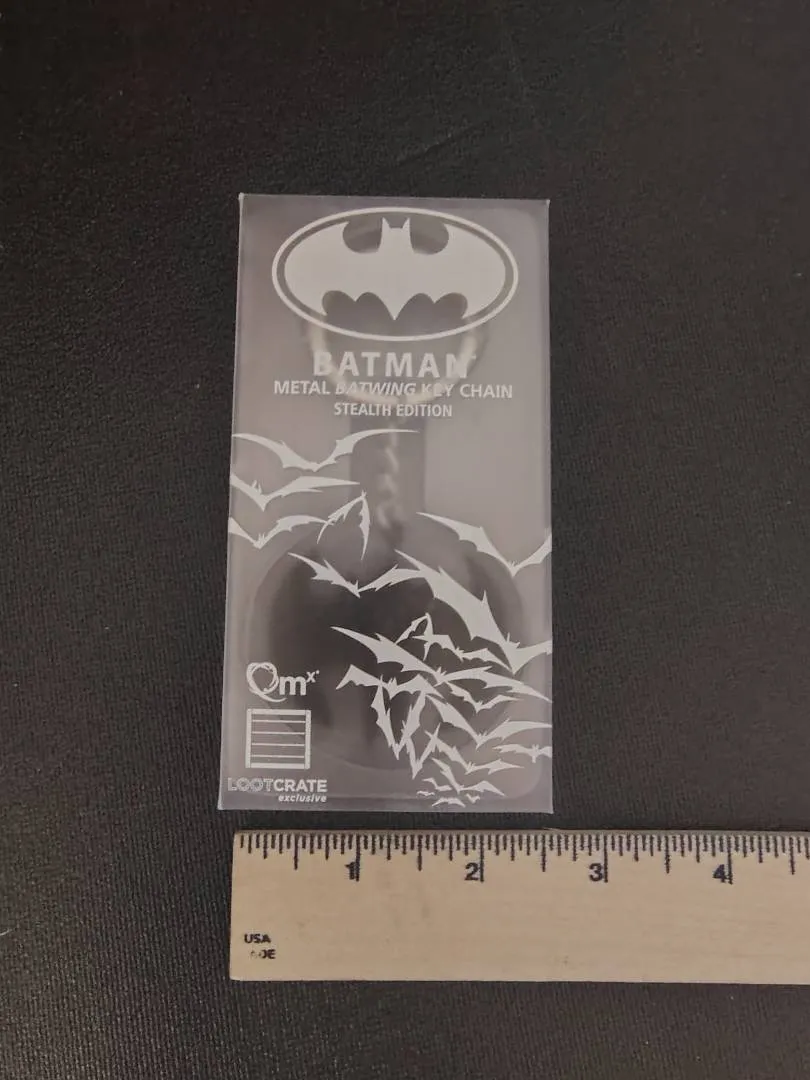 BATMAN
METAL BATWING KEY CHAIN
STEALTH EDITION
Qmx
LOOTCRATE
exclusive
1 2 3 4
USA